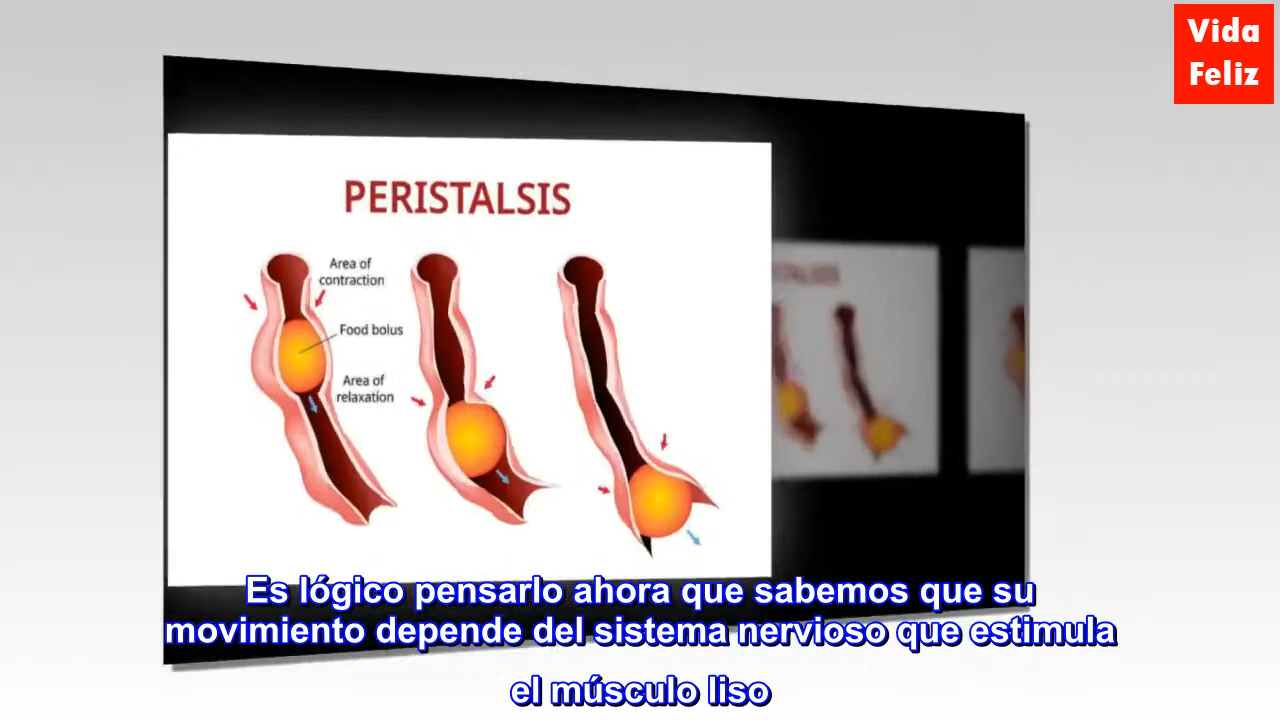 Vida
Feliz
PERISTALSIS
Area of
contraction
Food bolus
Area of
relaxation
Es lógico pensarlo ahora que sabemos que su
movimiento depende del sistema nervioso que estimula
el músculo liso